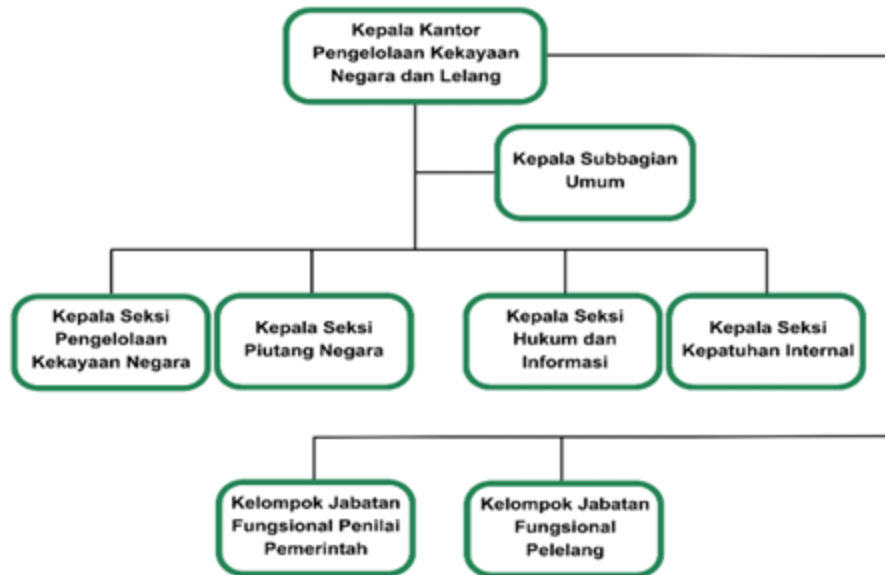 Kepala Kantor
Pengelolaan Kekayaan
Negara dan Lelang
Kepala Subbagian
Umum
Kepala Seksi
Pengelolaan
Kekayaan Negara
Kepala Seksi
Piutang Negara
Kepala Seksi
Hukum dan
Informasi
Kepala Seksi
Kepatuhan Internal
Kelompok Jabatan
Fungsional Penilai
Pemerintah
Kelompok Jabatan
Fungsional
Pelelang